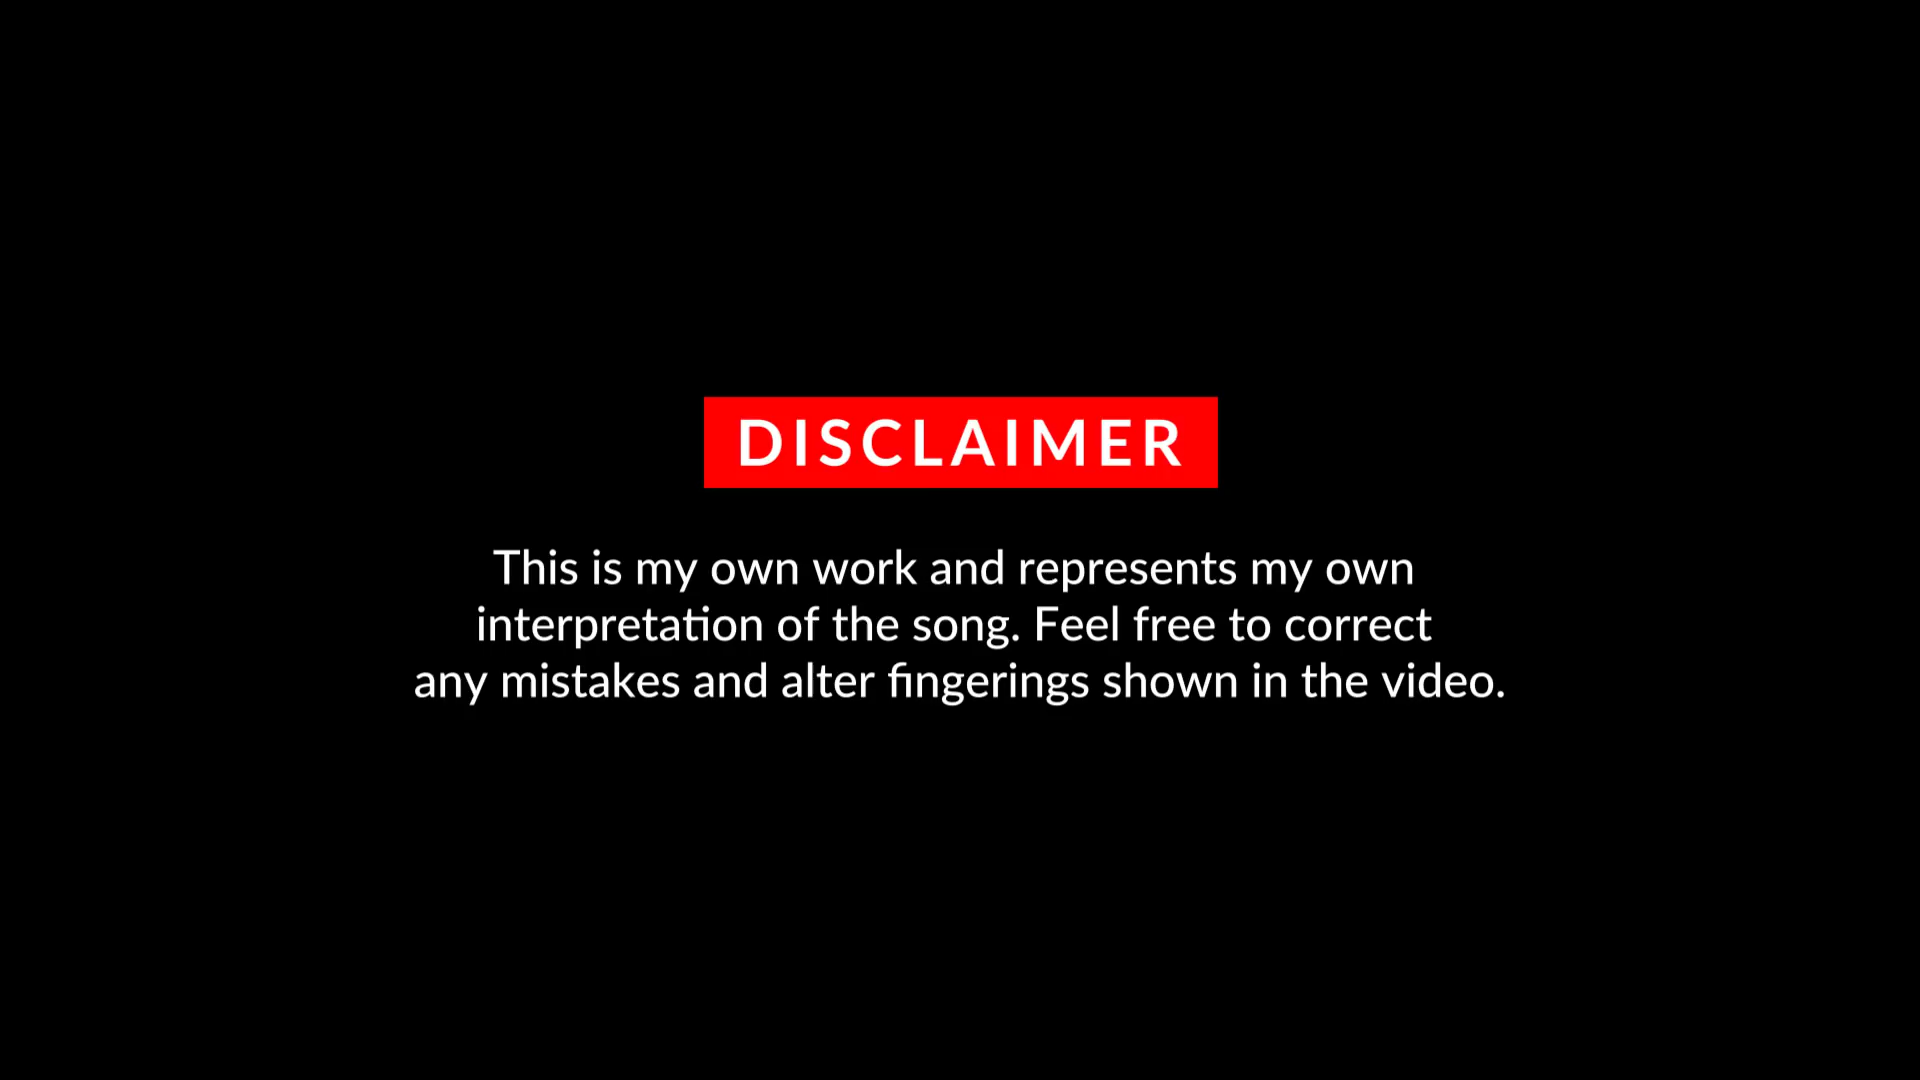 DISCLAIMER
This is my own work and represents my own
interpretation of the song. Feel free to correct
any mistakes and alter fingerings shown in the video.